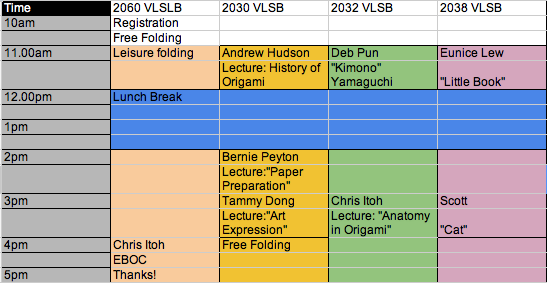 Time 2060 VLSLB 2030 VLSB 2032 VLSB 2038 VLSB
10am Registration
Free Folding
11.00am Leisure folding Andrew Hudson Deb Pun Eunice Lew
Lecture: History of "Kimono"
Origami Yamaguchi "Little Book"
12.00pm Lunch Break
1pm
2pm Bernie Peyton
Lecture:"Paper
Preparation"
3pm Tammy Dong Chris Itoh Scott
Lecture:"Art Lecture: "Anatomy
Expression" in Origami" "Cat"
4pm Chris Itoh Free Folding
EBOC
5pm Thanks!